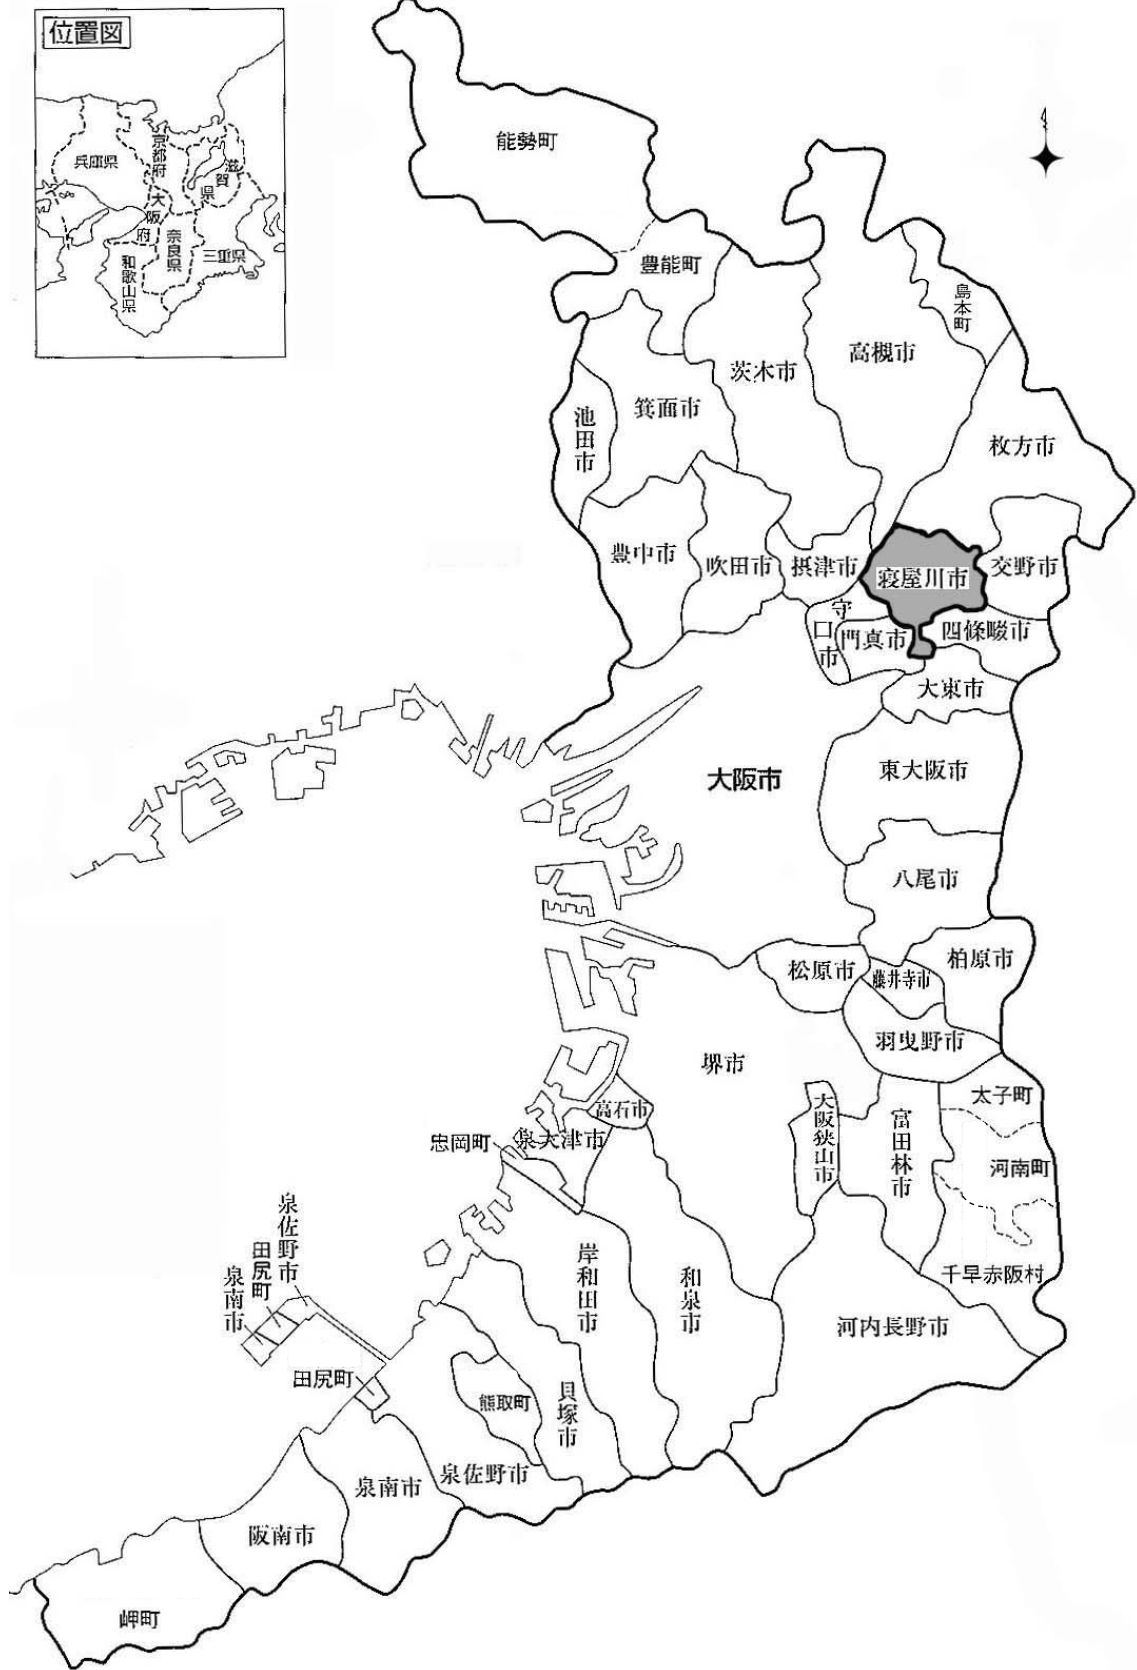 位置図
兵庫県
京都府
滋賀県
大阪府
奈良県
三重県
和歌山県
能勢町
豊能町
島本町
高槻市
茨木市
箕面市
池田市
枚方市
豊中市
吹田市
摂津市
寝屋川市
交野市
守口市
門真市
四條畷市
大東市
大阪市
東大阪市
八尾市
松原市
藤井寺市
柏原市
羽曳野市
堺市
高石市
泉大津市
忠岡町
大阪狭山市
富田林市
太子町
河南町
千早赤阪村
河内長野市
和泉市
岸和田市
貝塚市
熊取町
泉佐野市
田尻町
泉南市
田尻町
泉佐野市
泉南市
阪南市
岬町